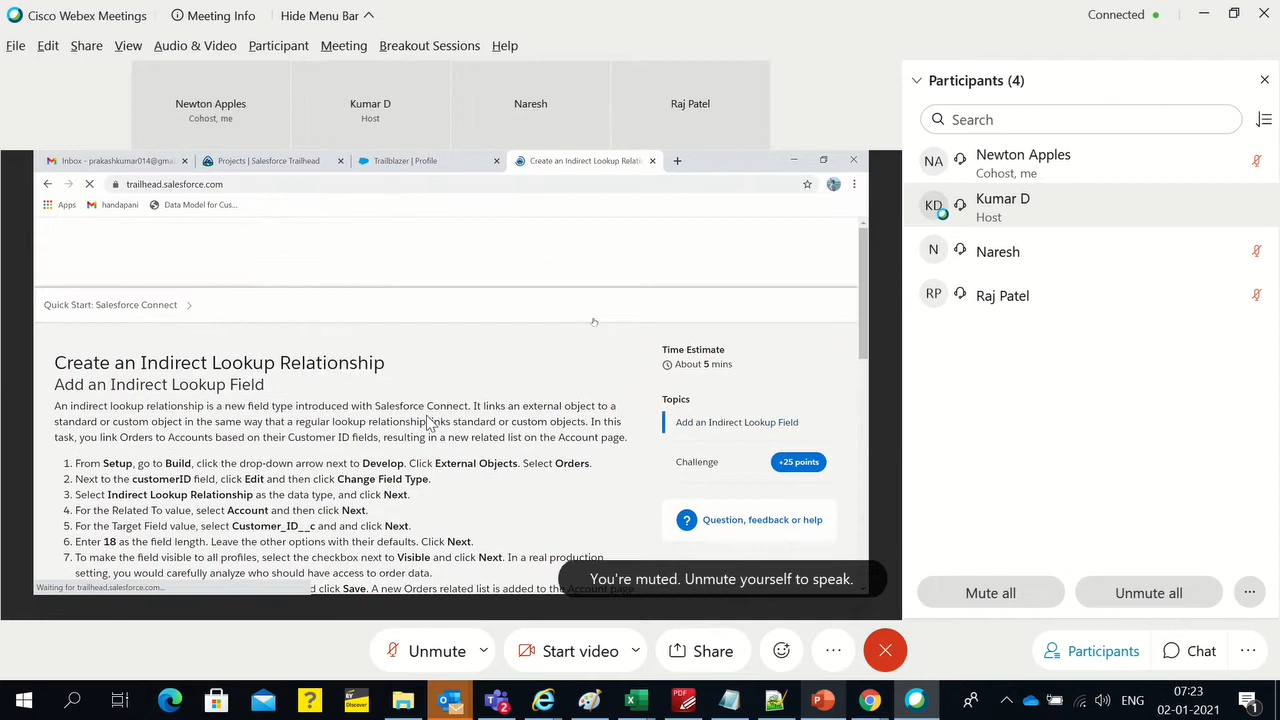 Cisco Webex Meetings
Meeting Info
Hide Menu Bar
Connected
File Edit Share View Audio & Video Participant Meeting Breakout Sessions Help
Newton Apples
Cohost, me
Kumar D
Host
Naresh
Raj Patel
Inbox - prakashkumar014@gma
Projects | Salesforce Trailhead
Trailblazer | Profile
Create an Indirect Lookup Relati
trailhead.salesforce.com
Apps
handapani
Data Model for Cus...
Quick Start: Salesforce Connect
Create an Indirect Lookup Relationship
Add an Indirect Lookup Field
An indirect lookup relationship is a new field type introduced with Salesforce Connect. It links an external object to a
standard or custom object in the same way that a regular lookup relationship links standard or custom objects. In this
task, you link Orders to Accounts based on their Customer ID fields, resulting in a new related list on the Account page.
1. From Setup, go to Build, click the drop-down arrow next to Develop. Click External Objects. Select Orders.
2. Next to the customerID field, click Edit and then click Change Field Type.
3. Select Indirect Lookup Relationship as the data type, and click Next.
4. For the Related To value, select Account and then click Next.
5. For the Target Field value, select Customer_ID__c and and click Next.
6. Enter 18 as the field length. Leave the other options with their defaults. Click Next.
7. To make the field visible to all profiles, select the checkbox next to Visible and click Next. In a real production
setting, you would carefully analyze who should have access to order data.
d click Save. A new Orders related list is added to the Account page
Waiting for trailhead.salesforce.com...
Time Estimate
About 5 mins
Topics
Add an Indirect Lookup Field
Challenge
+25 points
? Question, feedback or help
You're muted. Unmute yourself to speak.
Participants (4)
Search
NA
Newton Apples
Cohost, me
KD
Kumar D
Host
N
Naresh
RP
Raj Patel
Mute all
Unmute all
Unmute
Start video
Share
Participants
Chat
?
EY
Discover
PDF
ENG
07:23
02-01-2021
1